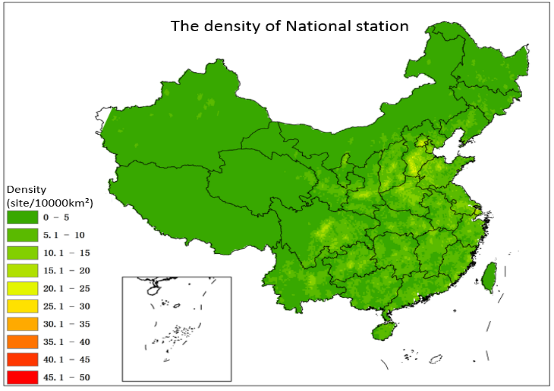 The density of National station
Density
(site/10000km²)
0 - 5
5.1 - 10
10.1 - 15
15.1 - 20
20.1 - 25
25.1 - 30
30.1 - 35
35.1 - 40
40.1 - 45
45.1 - 50